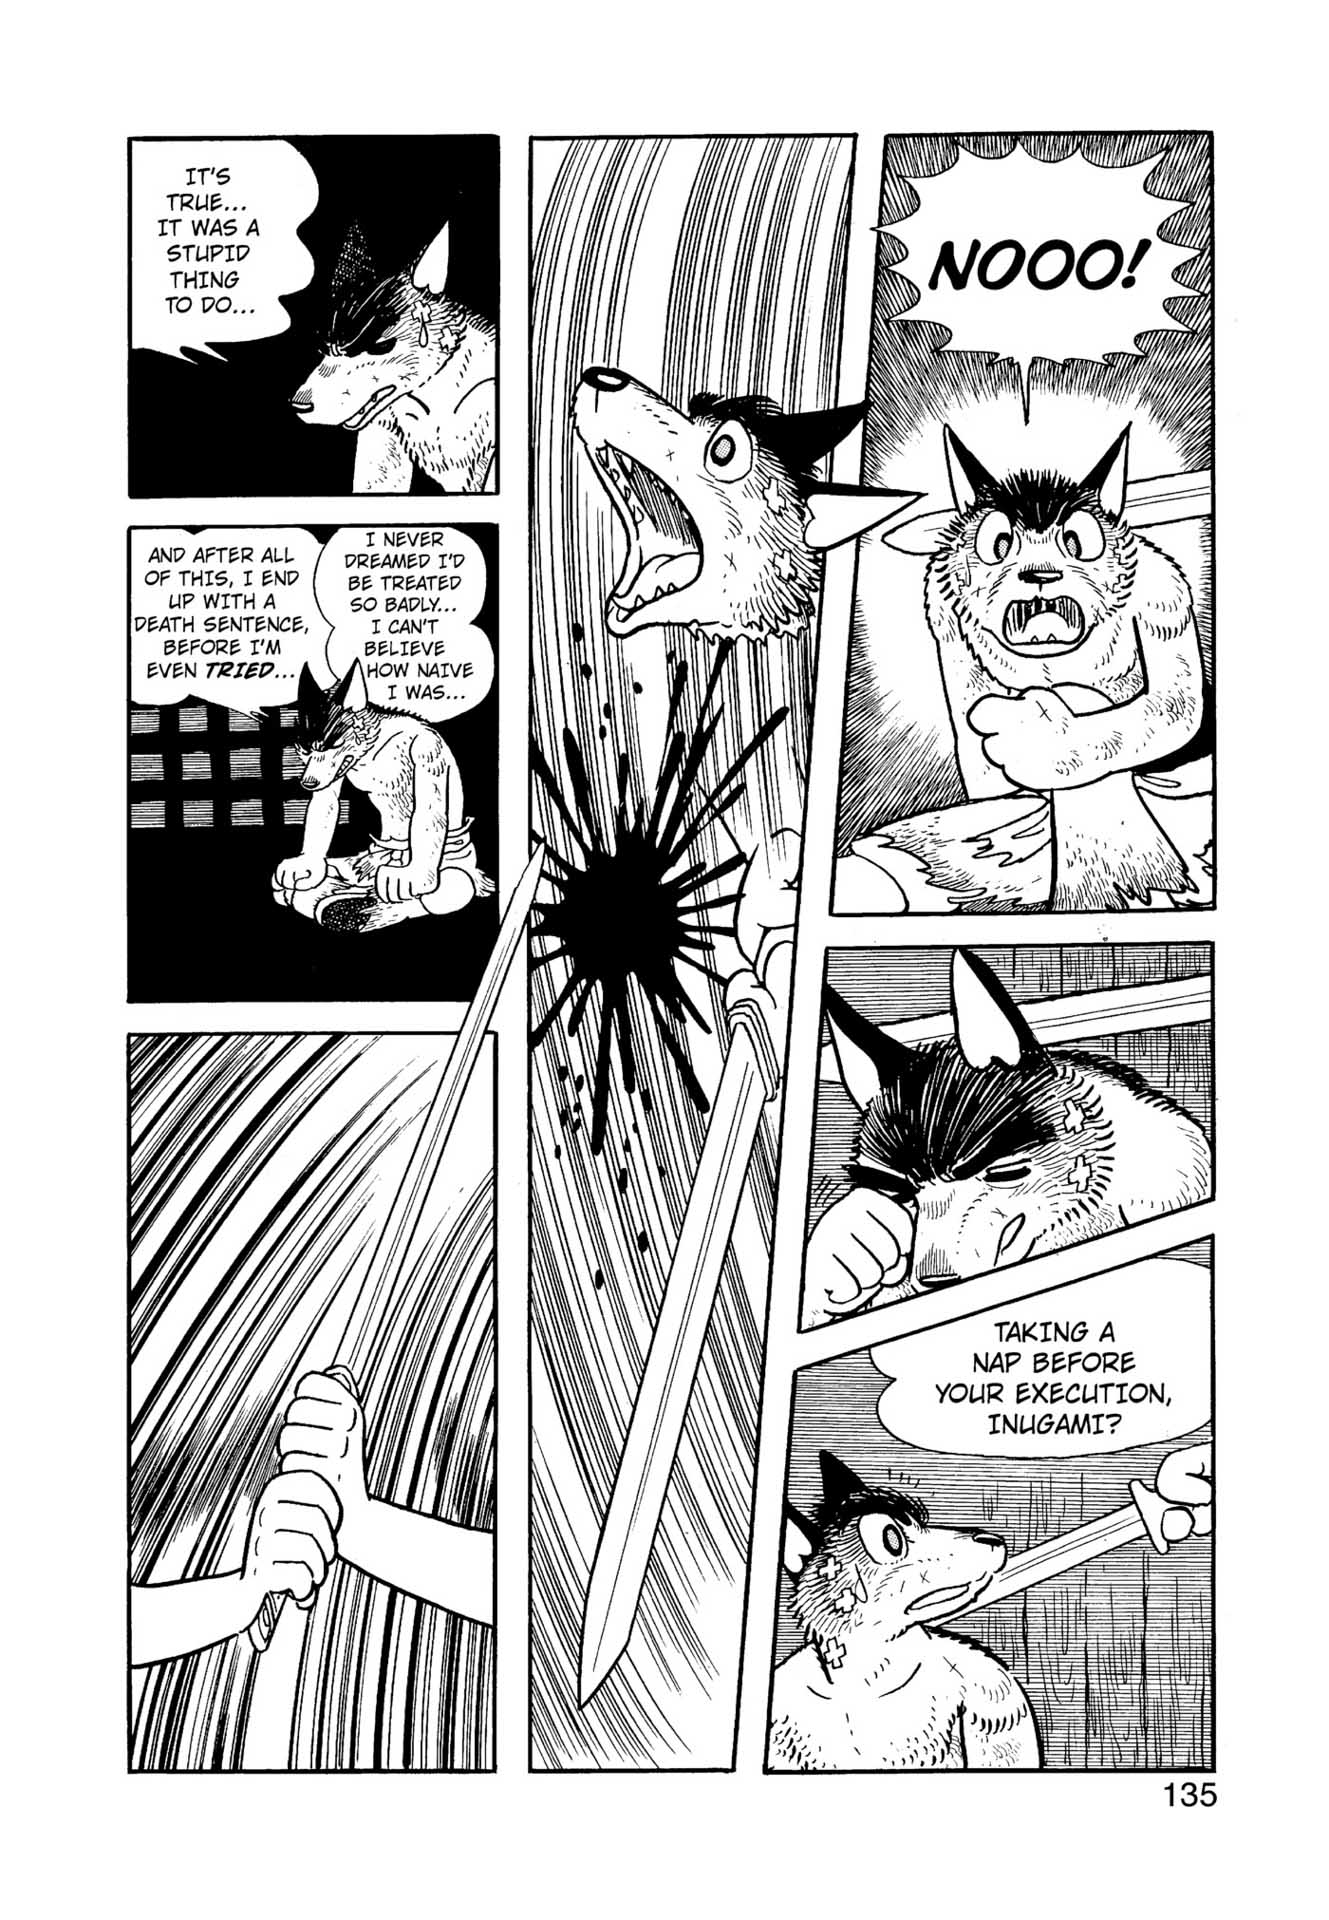 IT'S
TRUE...
IT WAS A
STUPID
THING
TO DO...
AND AFTER ALL
OF THIS, I END
UP WITH A
DEATH SENTENCE,
BEFORE I'M
EVEN TRIED...
I NEVER
DREAMED I'D
BE TREATED
SO BADLY...
I CAN'T
BELIEVE
HOW NAIVE
I WAS...
NOOO!
TAKING A
NAP BEFORE
YOUR EXECUTION,
INUGAMI?
135